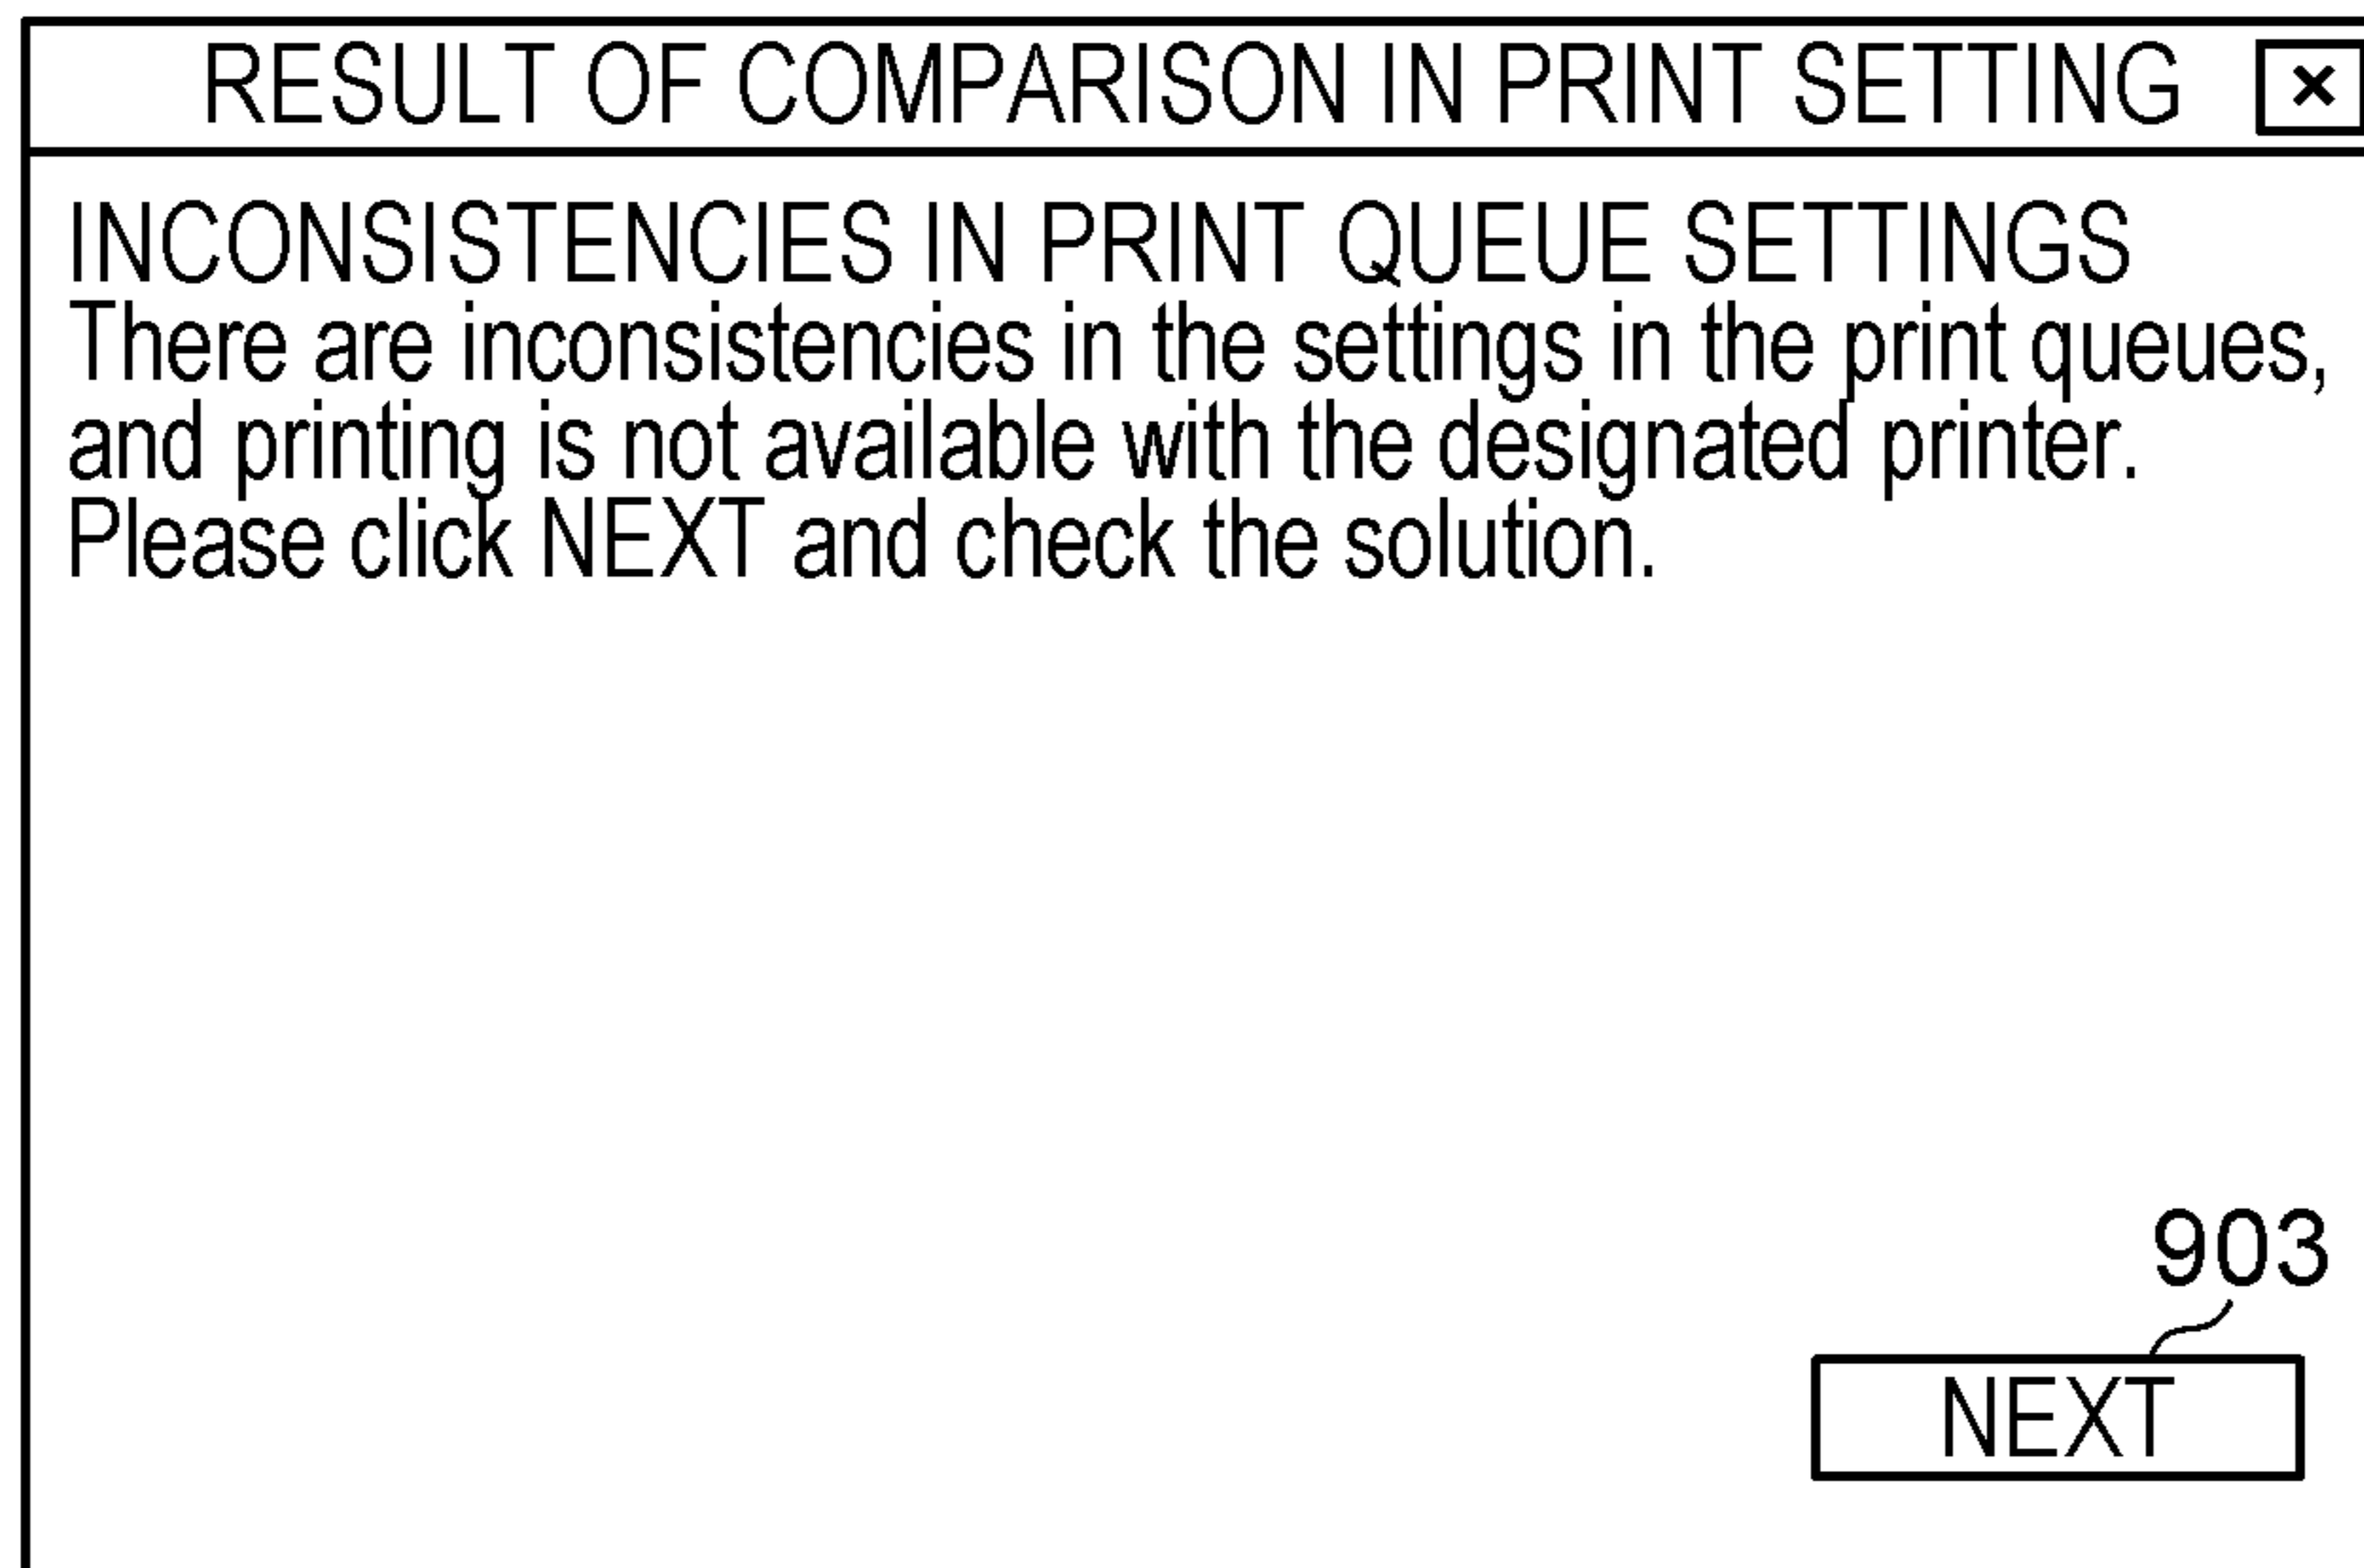 RESULT OF COMPARISON IN PRINT SETTING ×
INCONSISTENCIES IN PRINT QUEUE SETTINGS
There are inconsistencies in the settings in the print queues,
and printing is not available with the designated printer.
Please click NEXT and check the solution.
903
NEXT